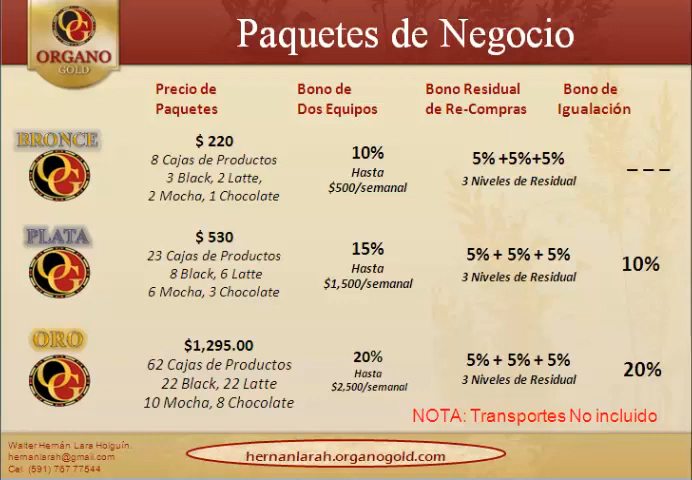 ORGANO
GOLD
Paquetes de Negocio
Precio de
Paquetes
Bono de
Dos Equipos
Bono Residual
de Re-Compras
Bono de
Igualación
BRONCE
$ 220
8 Cajas de Productos
3 Black, 2 Latte,
2 Mocha, 1 Chocolate
10%
Hasta
$500/semanal
5% +5%+5%
3 Niveles de Residual
_ _ _
PLATA
$ 530
23 Cajas de Productos
8 Black, 6 Latte
6 Mocha, 3 Chocolate
15%
Hasta
$1,500/semanal
5% + 5% + 5%
3 Niveles de Residual
10%
ORO
$1,295.00
62 Cajas de Productos
22 Black, 22 Latte
10 Mocha, 8 Chocolate
20%
Hasta
$2,500/semanal
5% + 5% + 5%
3 Niveles de Residual
20%
NOTA: Transportes No incluido
Walter Hernán Lara Holguín.
hernanlarah@gmail.com
Cel. (591) 767 77544
hernanlarah.organogold.com